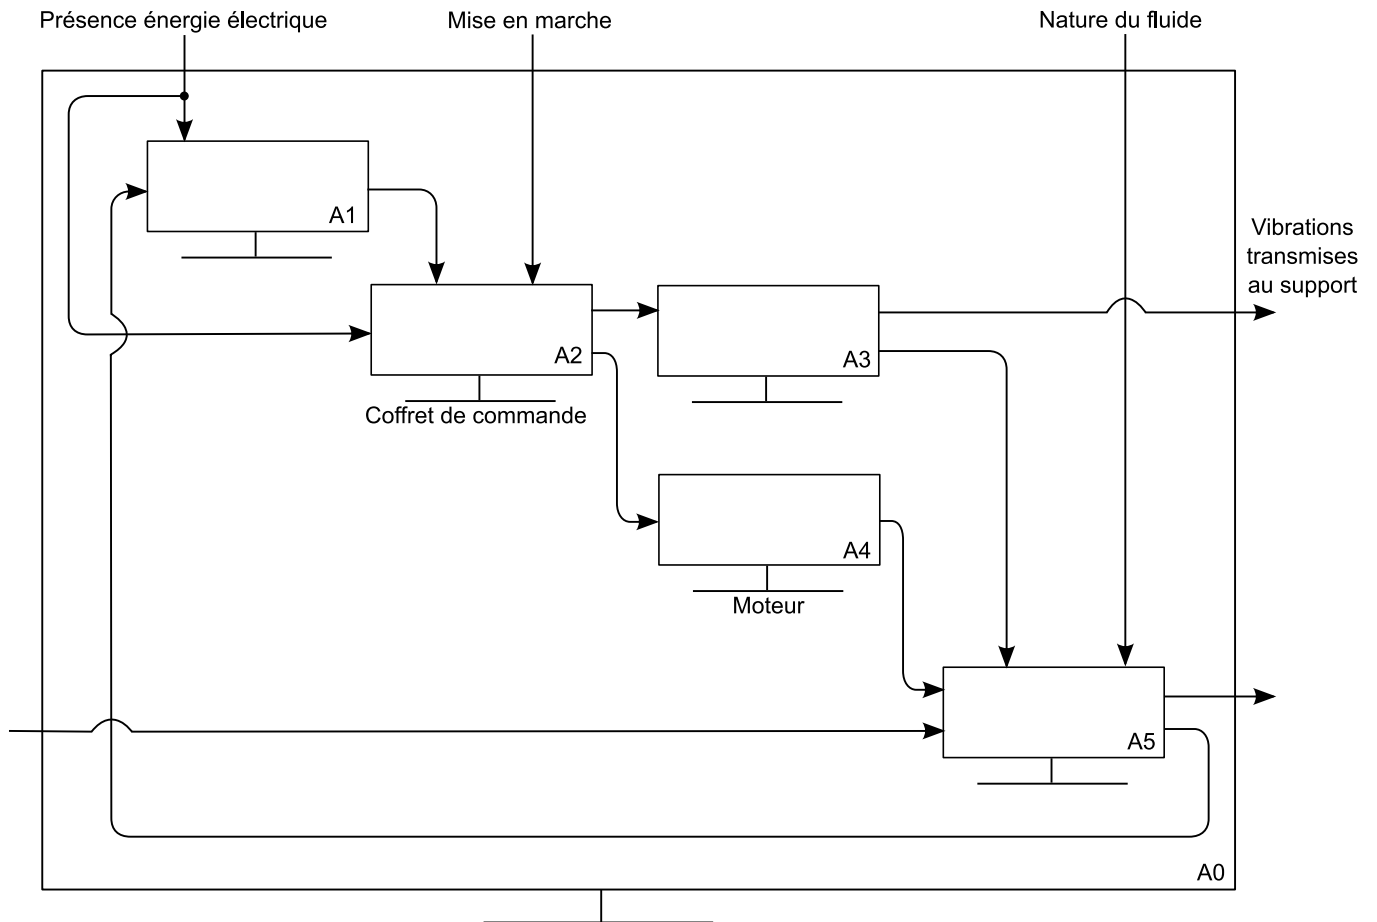 Présence énergie électrique
Mise en marche
Nature du fluide
A1
Vibrations
transmises
au support
A2
A3
Coffret de commande
A4
Moteur
A5
A0